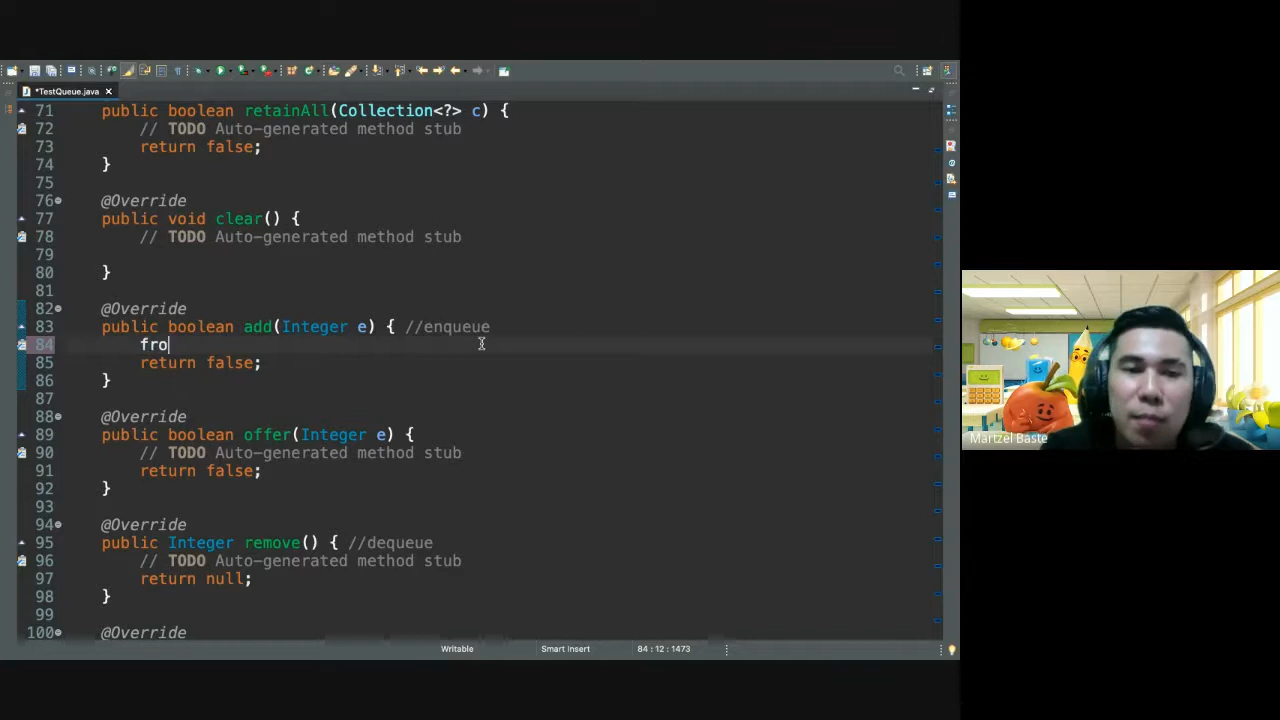 *TestQueue.java
71 public boolean retainAll(Collection<?> c) {
72 // TODO Auto-generated method stub
73 return false;
74 }
75
76 @Override
77 public void clear() {
78 // TODO Auto-generated method stub
79
80 }
81
82 @Override
83 public boolean add(Integer e) { //enqueue
84 fro
85 return false;
86 }
87
88 @Override
89 public boolean offer(Integer e) {
90 // TODO Auto-generated method stub
91 return false;
92 }
93
94 @Override
95 public Integer remove() { //dequeue
96 // TODO Auto-generated method stub
97 return null;
98 }
99
100 @Override
Writable Smart Insert 84 : 12 : 1473
Martzel Baste